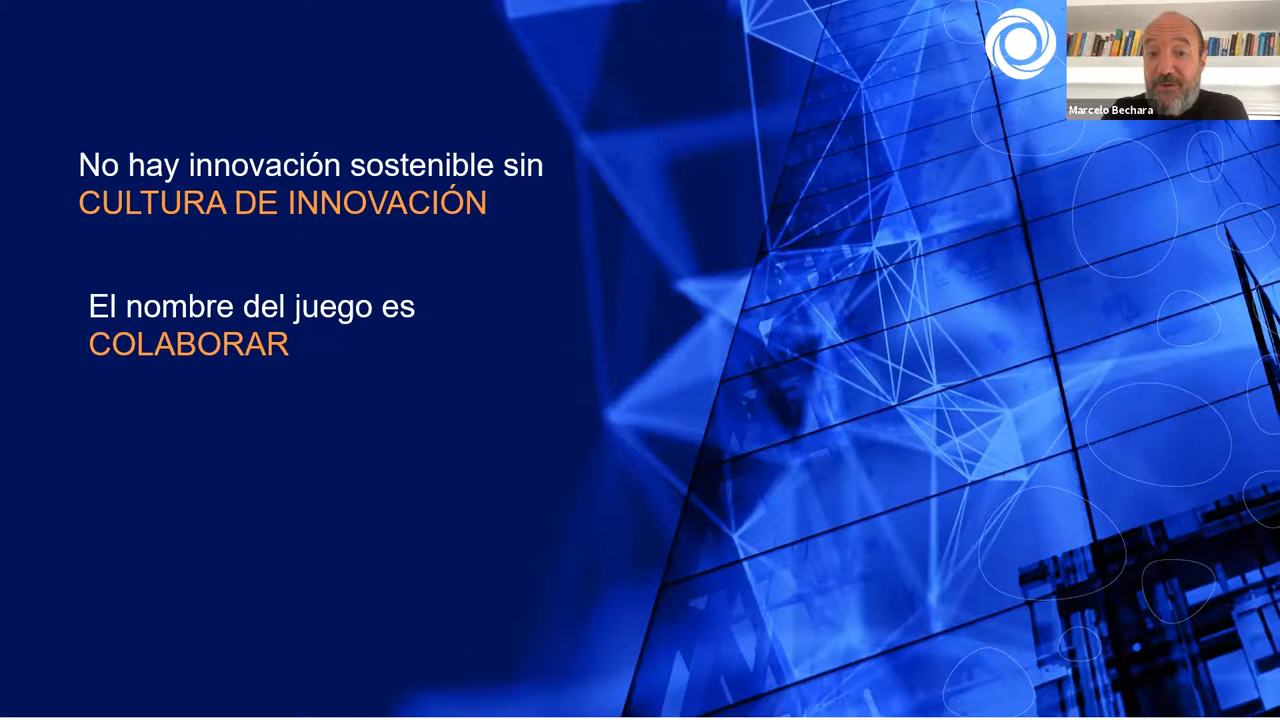 No hay innovación sostenible sin
CULTURA DE INNOVACIÓN
El nombre del juego es
COLABORAR
Marcelo Bechara